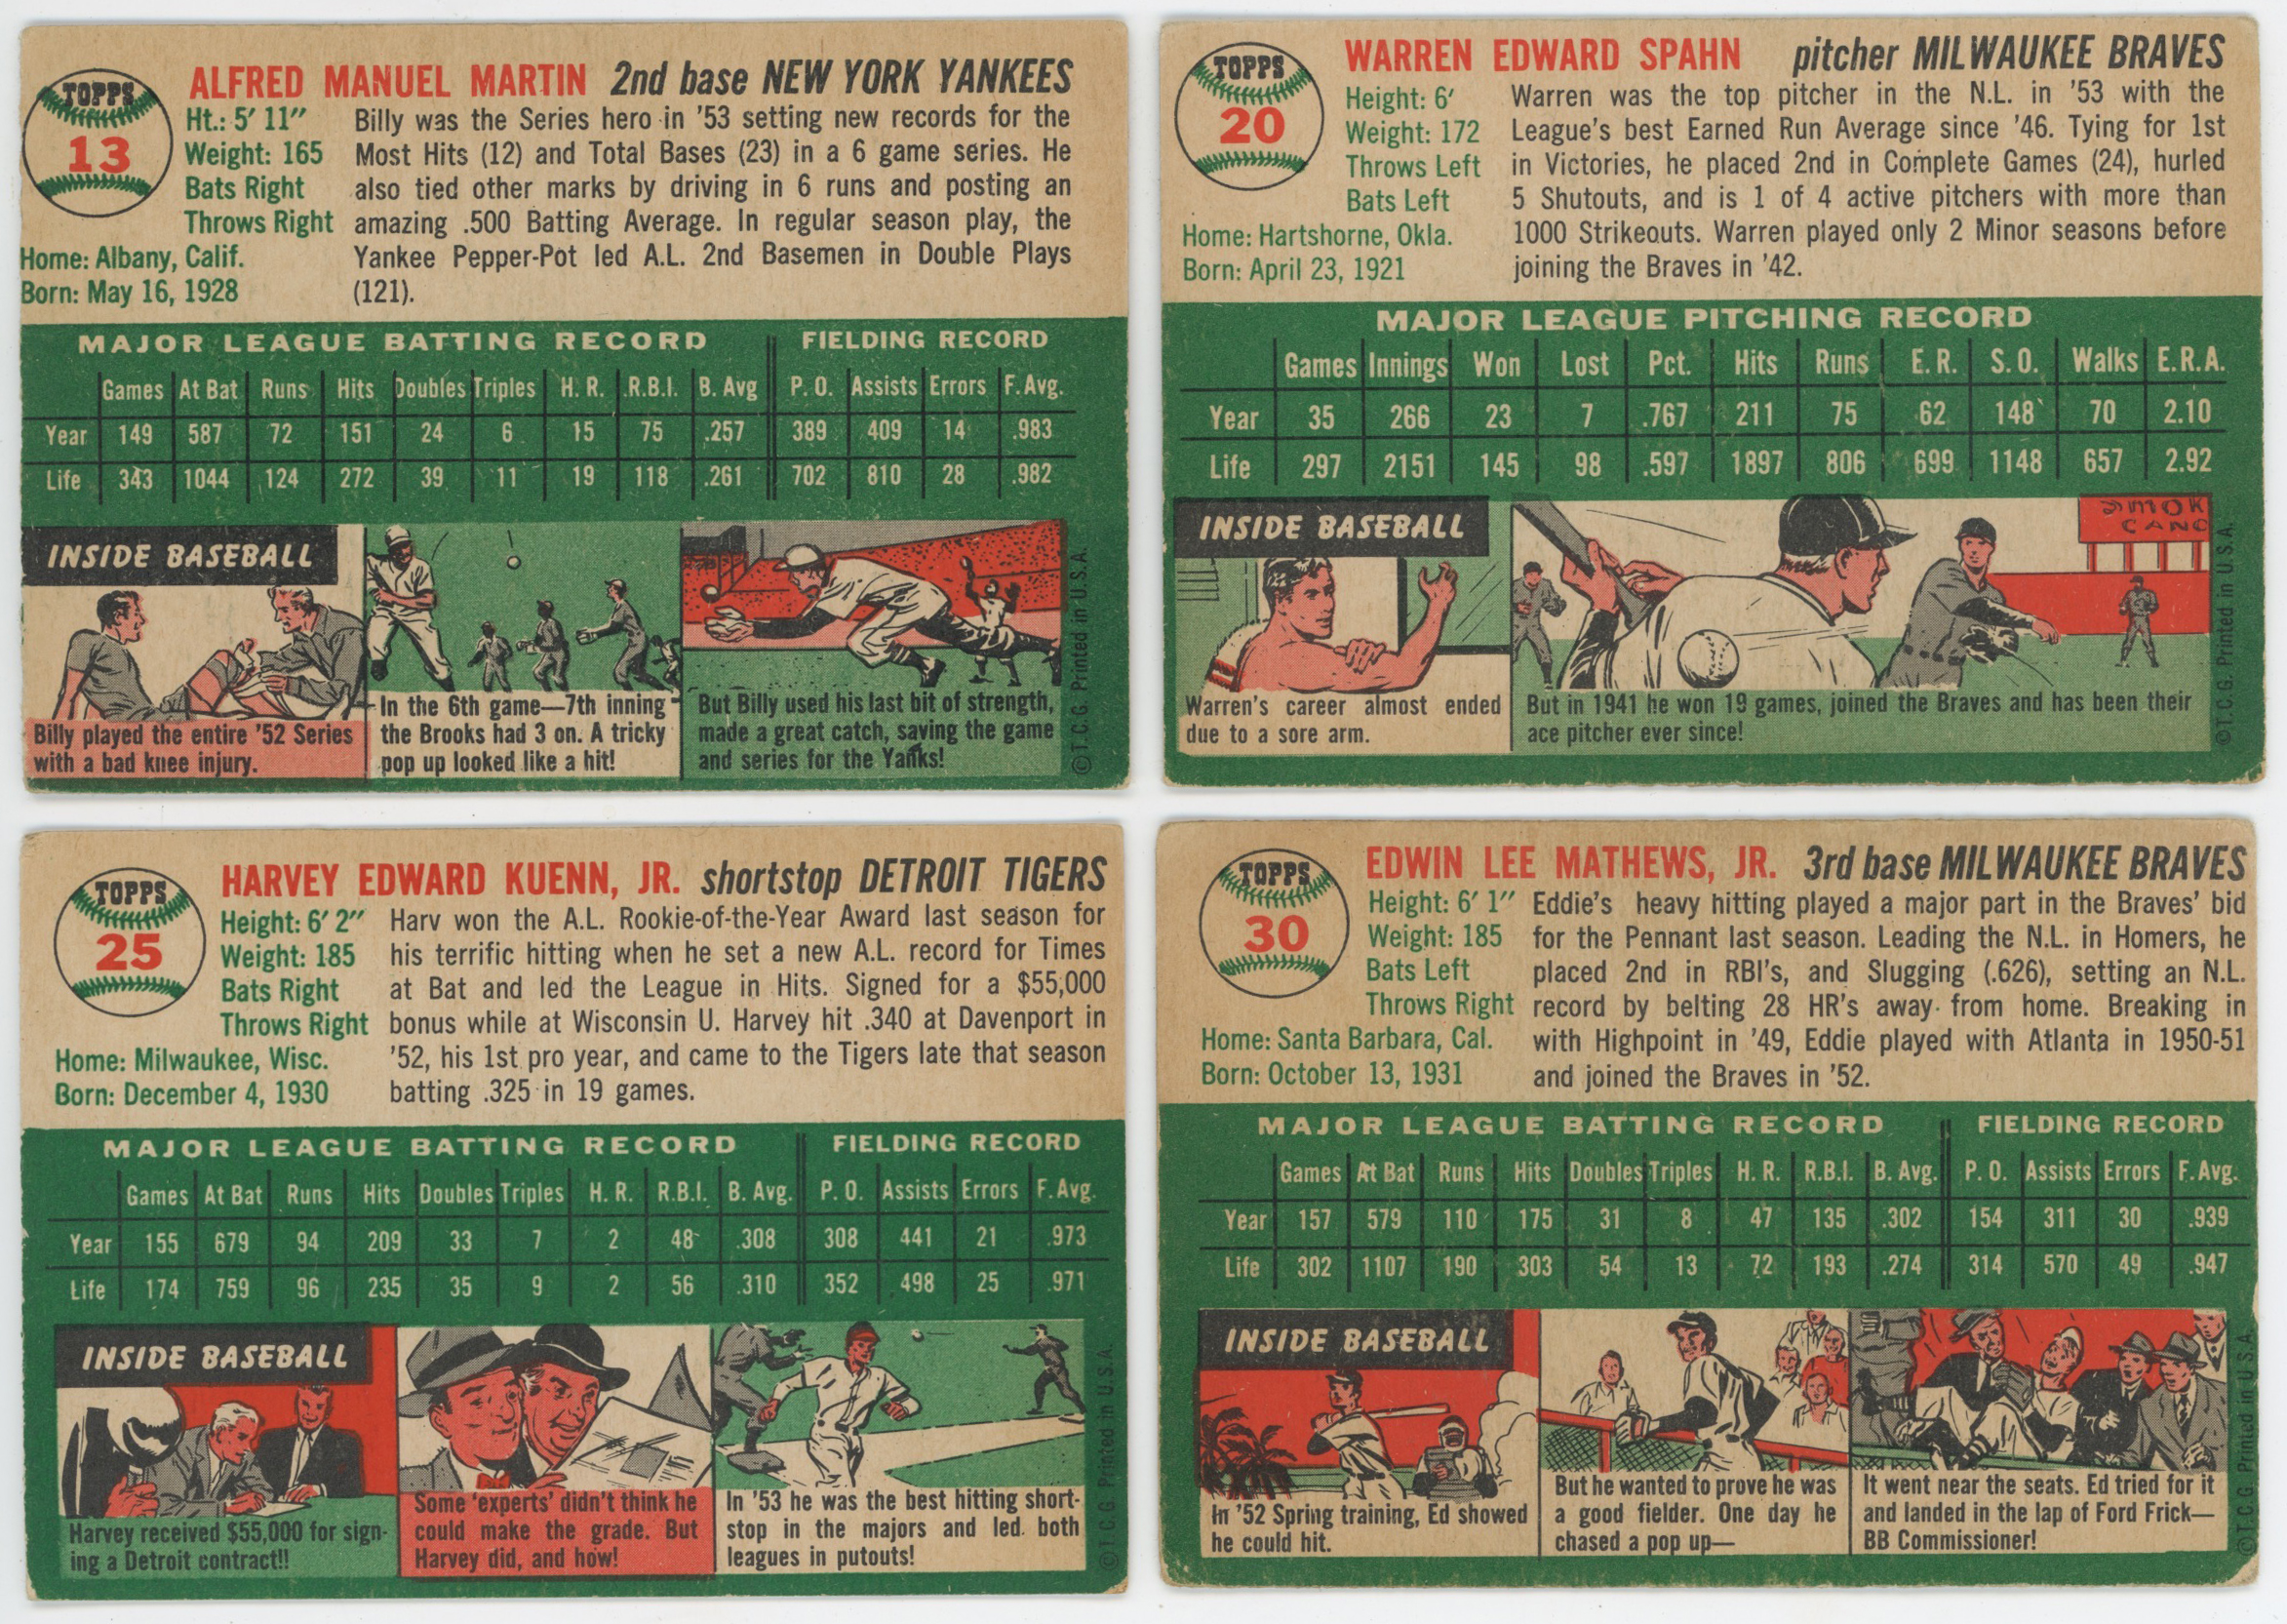 TOPPS
13
ALFRED MANUEL MARTIN 2nd base NEW YORK YANKEES
Ht.: 5' 11"
Weight: 165
Bats Right
Throws Right
Home: Albany, Calif.
Born: May 16, 1928
Billy was the Series hero in '53 setting new records for the
Most Hits (12) and Total Bases (23) in a 6 game series. He
also tied other marks by driving in 6 runs and posting an
amazing .500 Batting Average. In regular season play, the
Yankee Pepper-Pot led A.L. 2nd Basemen in Double Plays
(121).
MAJOR LEAGUE BATTING RECORD FIELDING RECORD
Games At Bat Runs Hits Doubles Triples H. R. R.B.I. B. Avg P. O. Assists Errors F.Avg.
Year 149 587 72 151 24 6 15 75 .257 389 409 14 .983
Life 343 1044 124 272 39 11 19 118 .261 702 810 28 .982
INSIDE BASEBALL
Billy played the entire '52 Series
with a bad knee injury.
In the 6th game—7th inning
the Brooks had 3 on. A tricky
pop up looked like a hit!
But Billy used his last bit of strength,
made a great catch, saving the game
and series for the Yanks!
©T.C.G. Printed in U.S.A.
TOPPS
20
WARREN EDWARD SPAHN pitcher MILWAUKEE BRAVES
Height: 6'
Weight: 172
Throws Left
Bats Left
Home: Hartshorne, Okla.
Born: April 23, 1921
Warren was the top pitcher in the N.L. in '53 with the
League's best Earned Run Average since '46. Tying for 1st
in Victories, he placed 2nd in Complete Games (24), hurled
5 Shutouts, and is 1 of 4 active pitchers with more than
1000 Strikeouts. Warren played only 2 Minor seasons before
joining the Braves in '42.
MAJOR LEAGUE PITCHING RECORD
Games Innings Won Lost Pct. Hits Runs E. R. S. O. Walks E.R.A.
Year 35 266 23 7 .767 211 75 62 148 70 2.10
Life 297 2151 145 98 .597 1897 806 699 1148 657 2.92
INSIDE BASEBALL
SMOK
CANO
Warren's career almost ended
due to a sore arm.
But in 1941 he won 19 games, joined the Braves and has been their
ace pitcher ever since!
©T.C.G. Printed in U.S.A.
TOPPS
25
HARVEY EDWARD KUENN, JR. shortstop DETROIT TIGERS
Height: 6' 2"
Weight: 185
Bats Right
Throws Right
Home: Milwaukee, Wisc.
Born: December 4, 1930
Harv won the A.L. Rookie-of-the-Year Award last season for
his terrific hitting when he set a new A.L. record for Times
at Bat and led the League in Hits. Signed for a $55,000
bonus while at Wisconsin U. Harvey hit .340 at Davenport in
'52, his 1st pro year, and came to the Tigers late that season
batting .325 in 19 games.
MAJOR LEAGUE BATTING RECORD FIELDING RECORD
Games At Bat Runs Hits Doubles Triples H. R. R.B.I. B. Avg. P. O. Assists Errors F.Avg.
Year 155 679 94 209 33 7 2 48 .308 308 441 21 .973
Life 174 759 96 235 35 9 2 56 .310 352 498 25 .971
INSIDE BASEBALL
Harvey received $55,000 for sign-
ing a Detroit contract!!
Some 'experts' didn't think he
could make the grade. But
Harvey did, and how!
In '53 he was the best hitting short-
stop in the majors and led both
leagues in putouts!
©T.C.G. Printed in U.S.A.
TOPPS
30
EDWIN LEE MATHEWS, JR. 3rd base MILWAUKEE BRAVES
Height: 6' 1"
Weight: 185
Bats Left
Throws Right
Home: Santa Barbara, Cal.
Born: October 13, 1931
Eddie's heavy hitting played a major part in the Braves' bid
for the Pennant last season. Leading the N.L. in Homers, he
placed 2nd in RBI's, and Slugging (.626), setting an N.L.
record by belting 28 HR's away from home. Breaking in
with Highpoint in '49, Eddie played with Atlanta in 1950-51
and joined the Braves in '52.
MAJOR LEAGUE BATTING RECORD FIELDING RECORD
Games At Bat Runs Hits Doubles Triples H. R. R.B.I. B. Avg. P. O. Assists Errors F.Avg.
Year 157 579 110 175 31 8 47 135 .302 154 311 30 .939
Life 302 1107 190 303 54 13 72 193 .274 314 570 49 .947
INSIDE BASEBALL
In '52 Spring training, Ed showed
he could hit.
But he wanted to prove he was
a good fielder. One day he
chased a pop up—
It went near the seats. Ed tried for it
and landed in the lap of Ford Frick—
BB Commissioner!
©T.C.G. Printed in U.S.A.